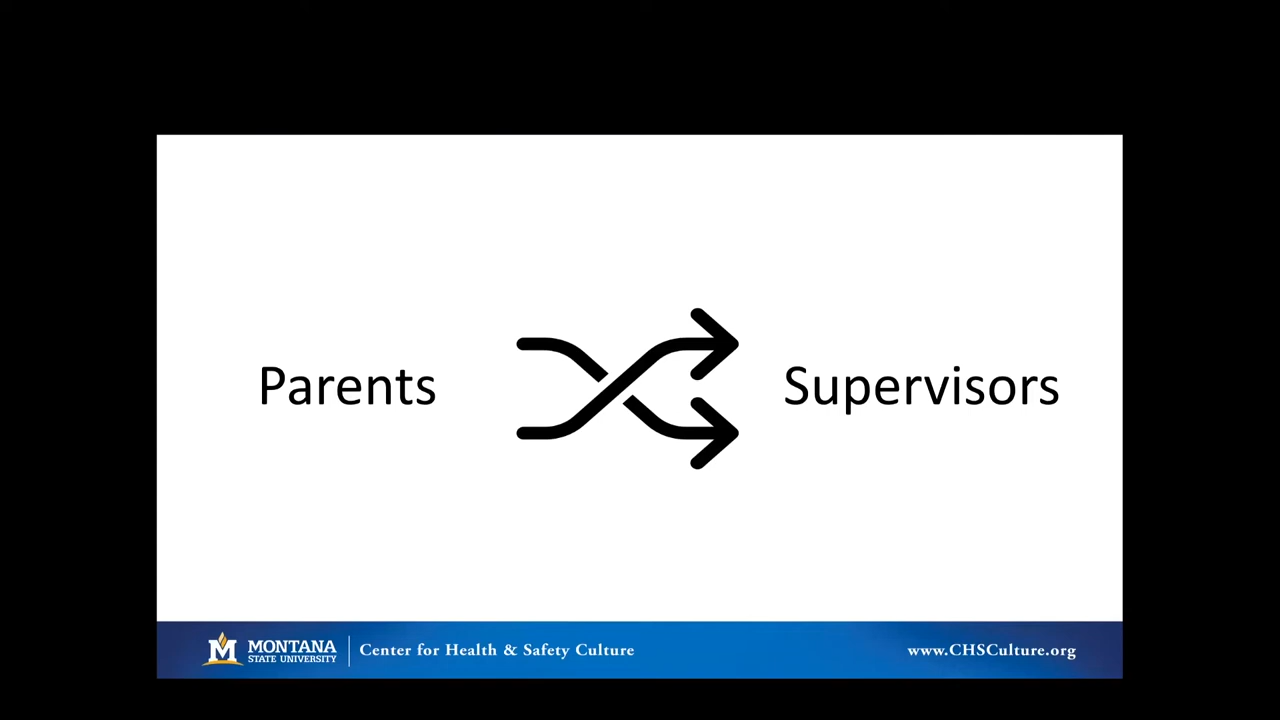 Parents
Supervisors
MONTANA
STATE UNIVERSITY
Center for Health & Safety Culture
www.CHSCulture.org